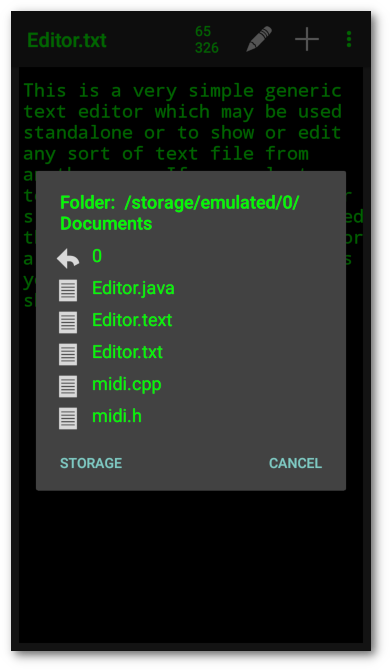 Editor.txt
65
326
This is a very simple generic
text editor which may be used
standalone or to show or edit
any sort of text file from
Folder: /storage/emulated/0/
Documents
0
Editor.java
Editor.text
Editor.txt
midi.cpp
midi.h
STORAGE CANCEL